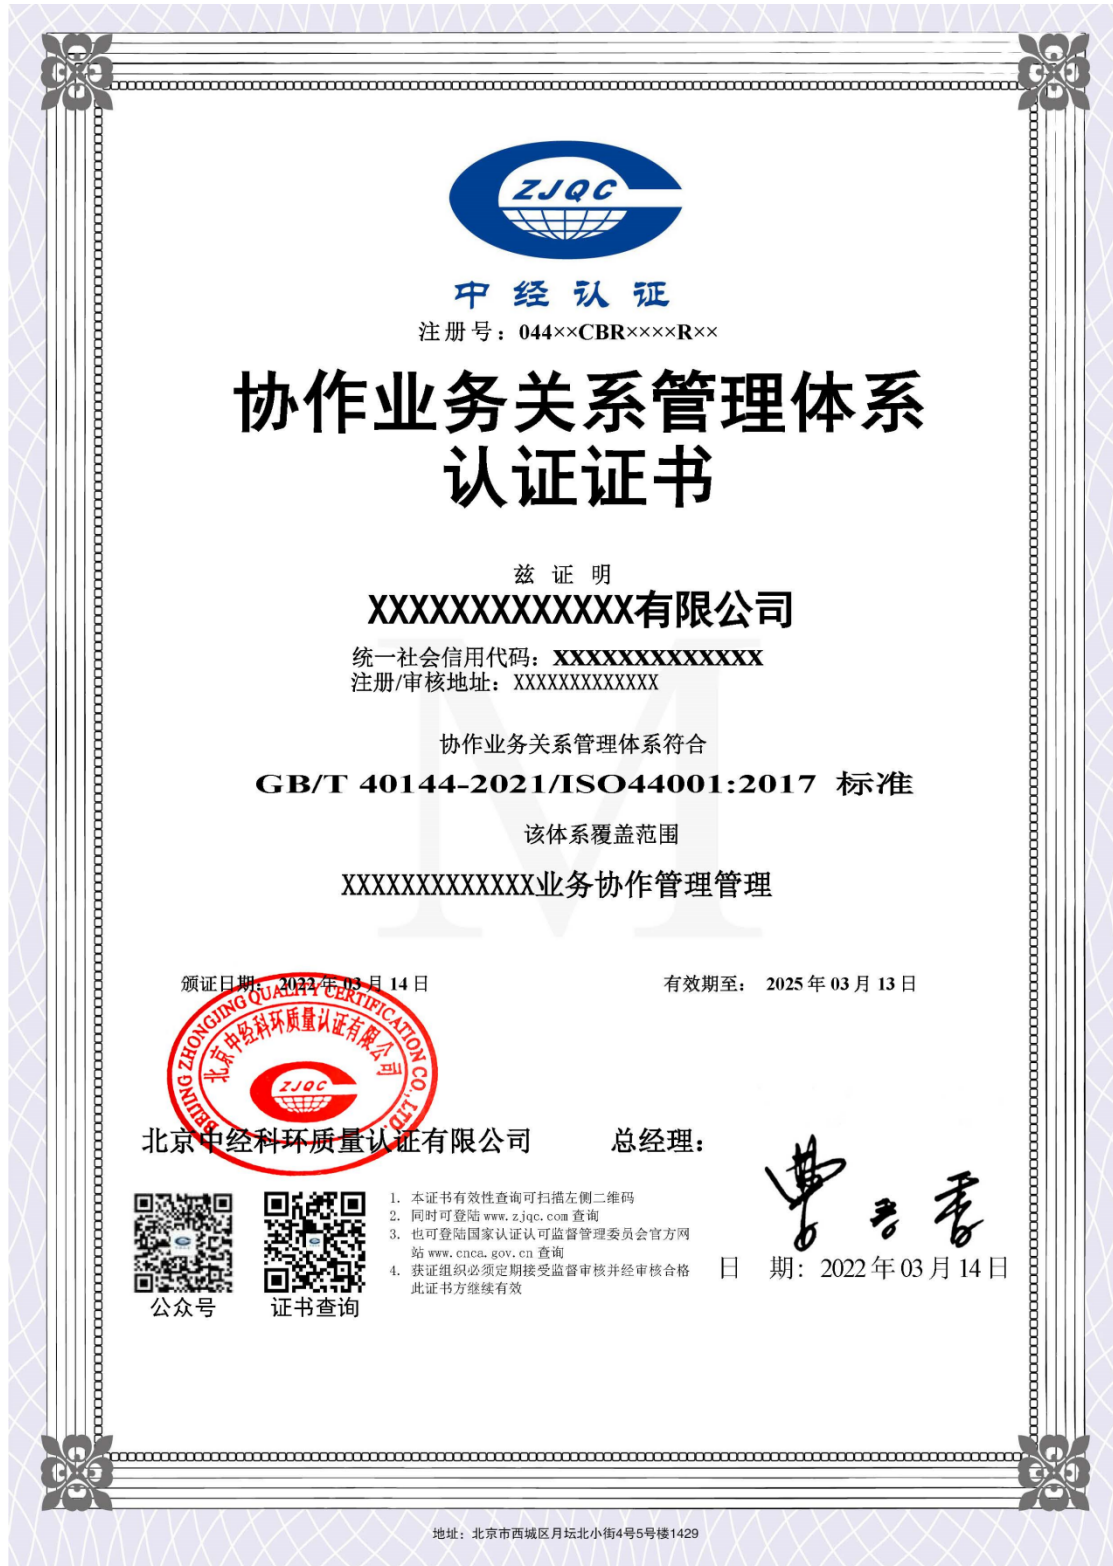 ZJQC
中经认证
注册号：044××CBR××××R××
协作业务关系管理体系
认证证书
兹证明
XXXXXXXXXXXXX有限公司
统一社会信用代码：XXXXXXXXXXXXX
注册/审核地址：XXXXXXXXXXXXX
M
协作业务关系管理体系符合
GB/T 40144-2021/ISO44001:2017 标准
该体系覆盖范围
XXXXXXXXXXXXX业务协作管理管理
颁证日期：2022年03月14日
有效期至：2025年03月13日
BEIJING ZHONGJING QUALITY CERTIFICATION CO.,LTD.
北京中经科环质量认证有限公司
ZJQC
北京中经科环质量认证有限公司
总经理：
1. 本证书有效性查询可扫描左侧二维码
2. 同时可登陆www.zjqc.com查询
3. 也可登陆国家认证认可监督管理委员会官方网
站www.cnca.gov.cn查询
4. 获证组织必须定期接受监督审核并经审核合格
此证书方继续有效
公众号
证书查询
日 期：2022年03月14日
地址：北京市西城区月坛北小街4号5号楼1429